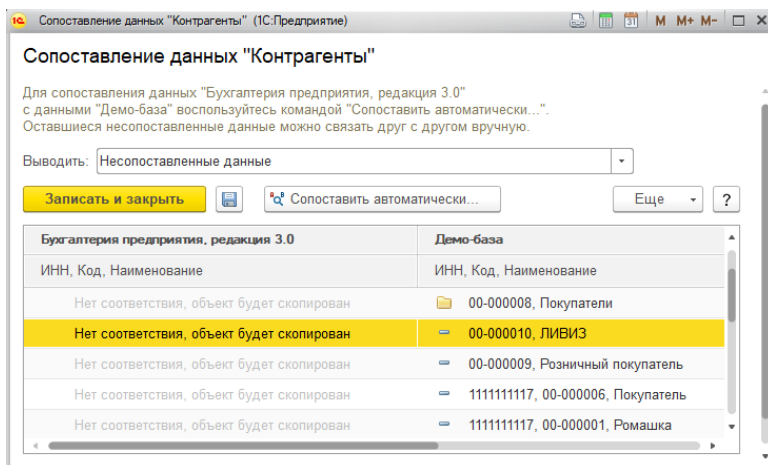 1С Сопоставление данных "Контрагенты" (1С:Предприятие) 31 M M+ M-
Сопоставление данных "Контрагенты"
Для сопоставления данных "Бухгалтерия предприятия, редакция 3.0"
с данными "Демо-база" воспользуйтесь командой "Сопоставить автоматически...".
Оставшиеся несопоставленные данные можно связать друг с другом вручную.
Выводить: Несопоставленные данные
Записать и закрыть Сопоставить автоматически... Еще ?
Бухгалтерия предприятия, редакция 3.0 Демо-база
ИНН, Код, Наименование ИНН, Код, Наименование
Нет соответствия, объект будет скопирован 00-000008, Покупатели
Нет соответствия, объект будет скопирован 00-000010, ЛИВИЗ
Нет соответствия, объект будет скопирован 00-000009, Розничный покупатель
Нет соответствия, объект будет скопирован 1111111117, 00-000006, Покупатель
Нет соответствия, объект будет скопирован 1111111117, 00-000001, Ромашка